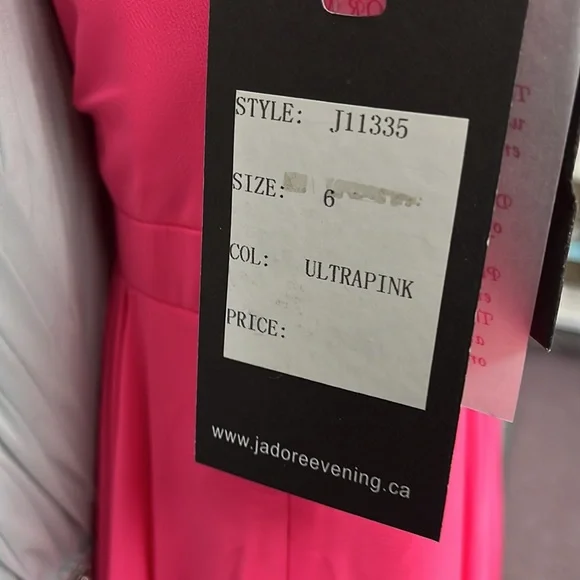 STYLE: J11335
SIZE: 6
COL: ULTRAPINK
PRICE:
www.jadoreevening.ca